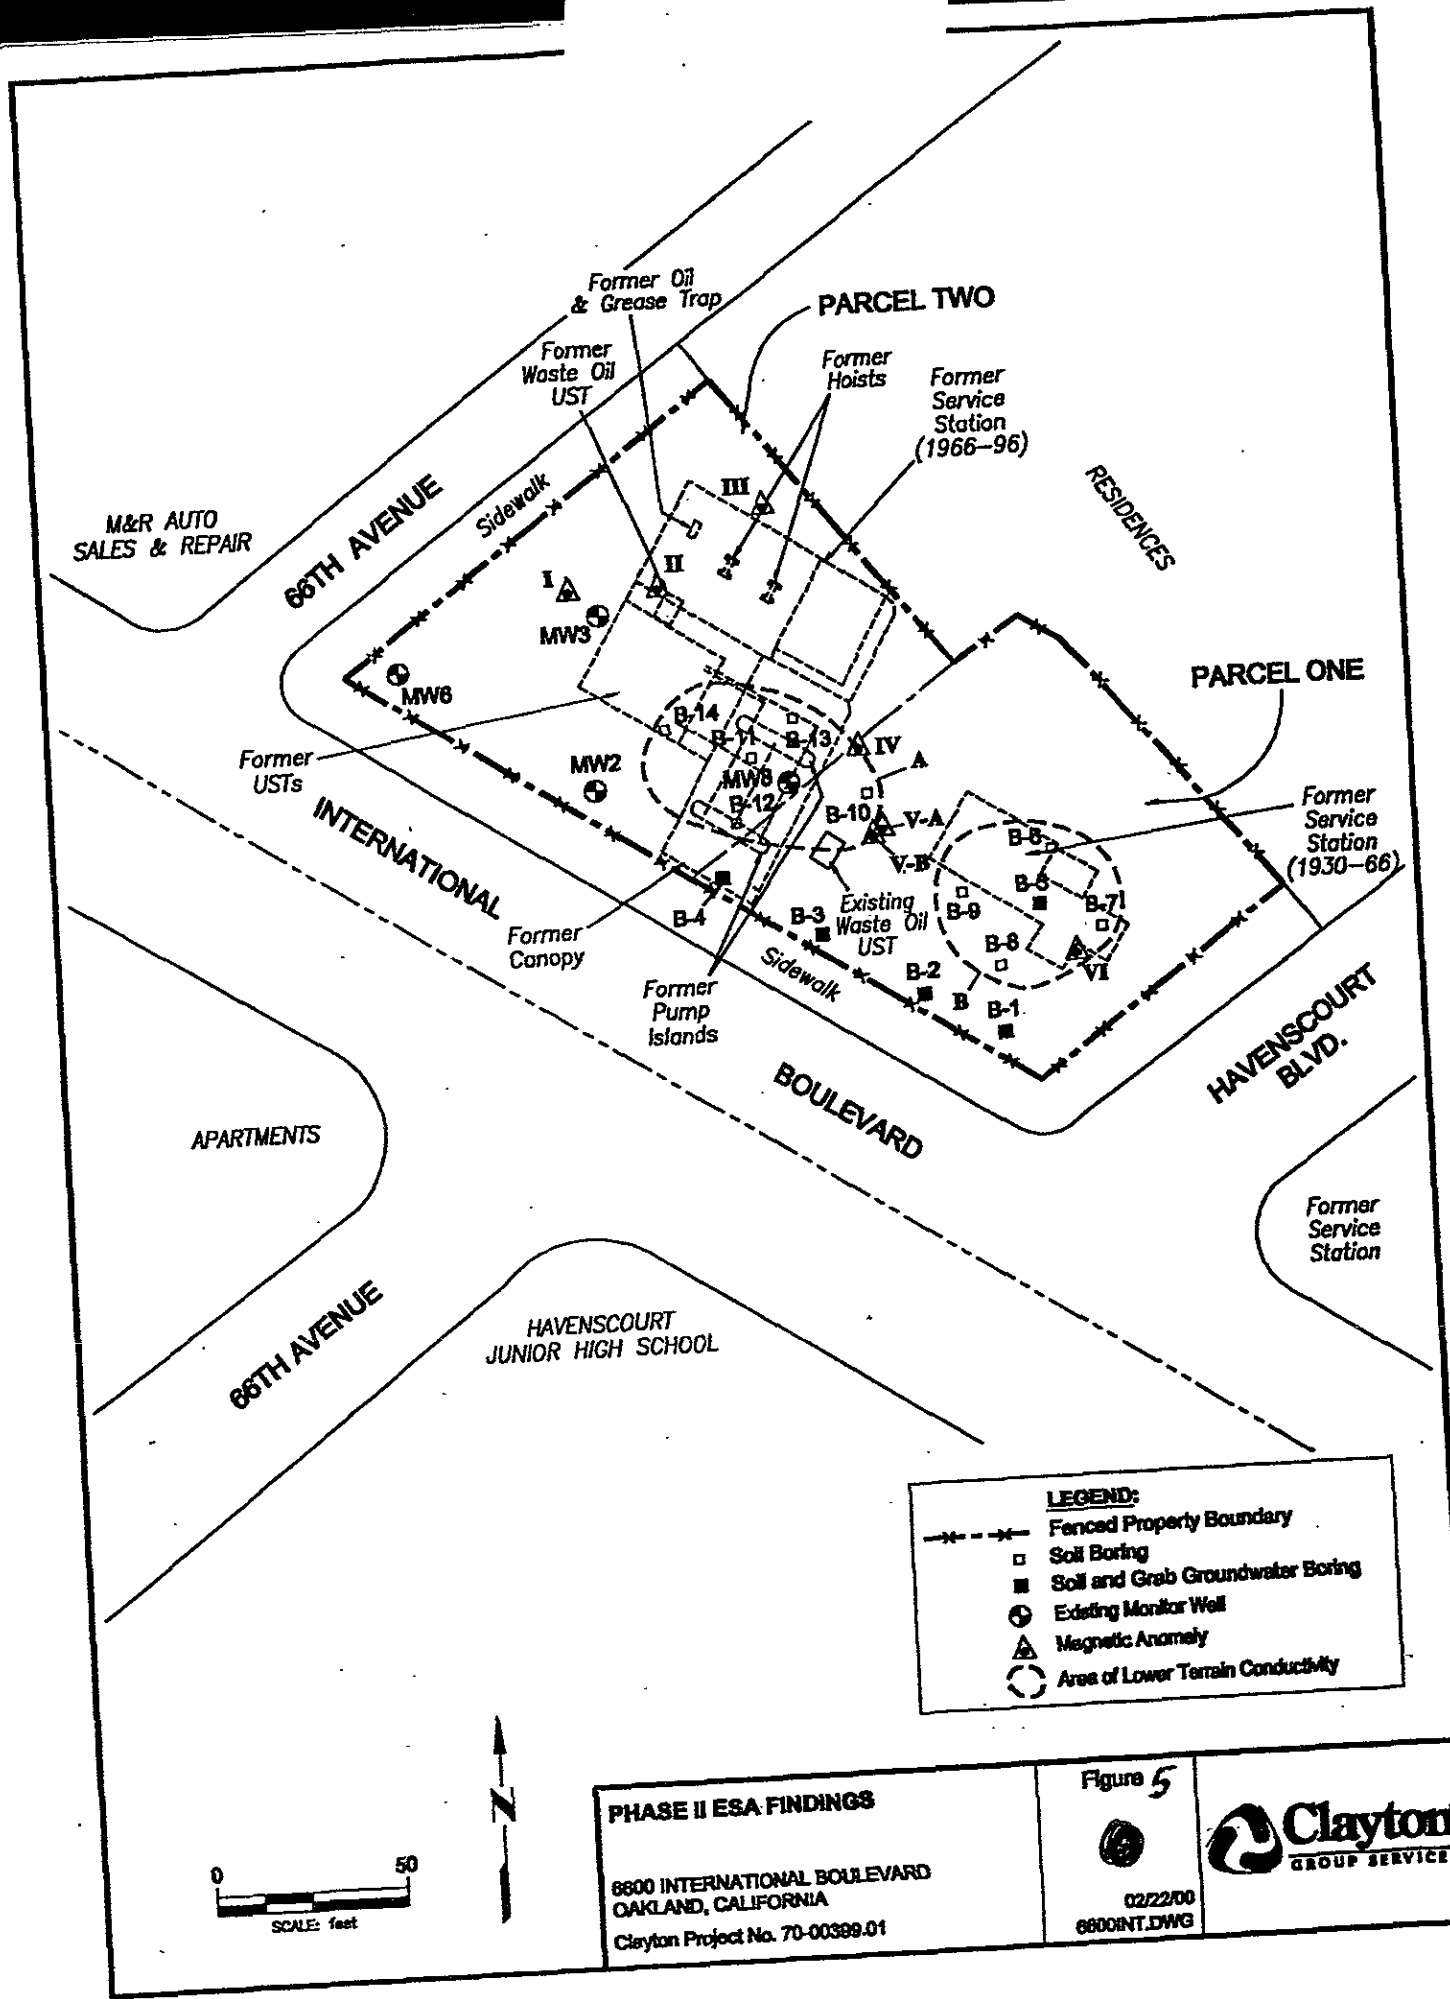 Former Oil
& Grease Trap
PARCEL TWO
Former
Waste Oil
UST
Former
Hoists
Former
Service
Station
(1966-96)
RESIDENCES
M&R AUTO
SALES & REPAIR
66TH AVENUE
Sidewalk
III
II
I
MW3
MW6
PARCEL ONE
B-14
B-11
B-13
IV
A
Former
USTs
MW2
MW8
B-12
B-10
V-A
V-B
Former
Service
Station
(1930-66)
INTERNATIONAL
B-6
B-5
B-7
B-9
B-8
VI
B-4
B-3
Existing
Waste Oil
UST
Former
Canopy
Sidewalk
B-2
B
B-1
Former
Pump
Islands
HAVENSCOURT
BLVD.
BOULEVARD
APARTMENTS
Former
Service
Station
66TH AVENUE
HAVENSCOURT
JUNIOR HIGH SCHOOL
LEGEND:
Fenced Property Boundary
Soil Boring
Soil and Grab Groundwater Boring
Existing Monitor Well
Magnetic Anomaly
Area of Lower Terrain Conductivity
N
0 50
SCALE: feet
PHASE II ESA FINDINGS
6600 INTERNATIONAL BOULEVARD
OAKLAND, CALIFORNIA
Clayton Project No. 70-00399.01
Figure 5
02/22/00
6600INT.DWG
Clayton
GROUP SERVICE